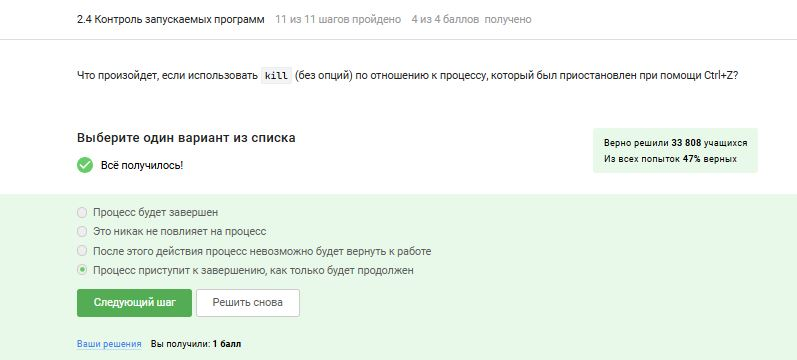 2.4 Контроль запускаемых программ 11 из 11 шагов пройдено 4 из 4 баллов получено
Что произойдет, если использовать kill (без опций) по отношению к процессу, который был приостановлен при помощи Ctrl+Z?
Выберите один вариант из списка
Всё получилось!
Верно решили 33 808 учащихся
Из всех попыток 47% верных
Процесс будет завершен
Это никак не повлияет на процесс
После этого действия процесс невозможно будет вернуть к работе
Процесс приступит к завершению, как только будет продолжен
Следующий шаг Решить снова
Ваши решения Вы получили: 1 балл